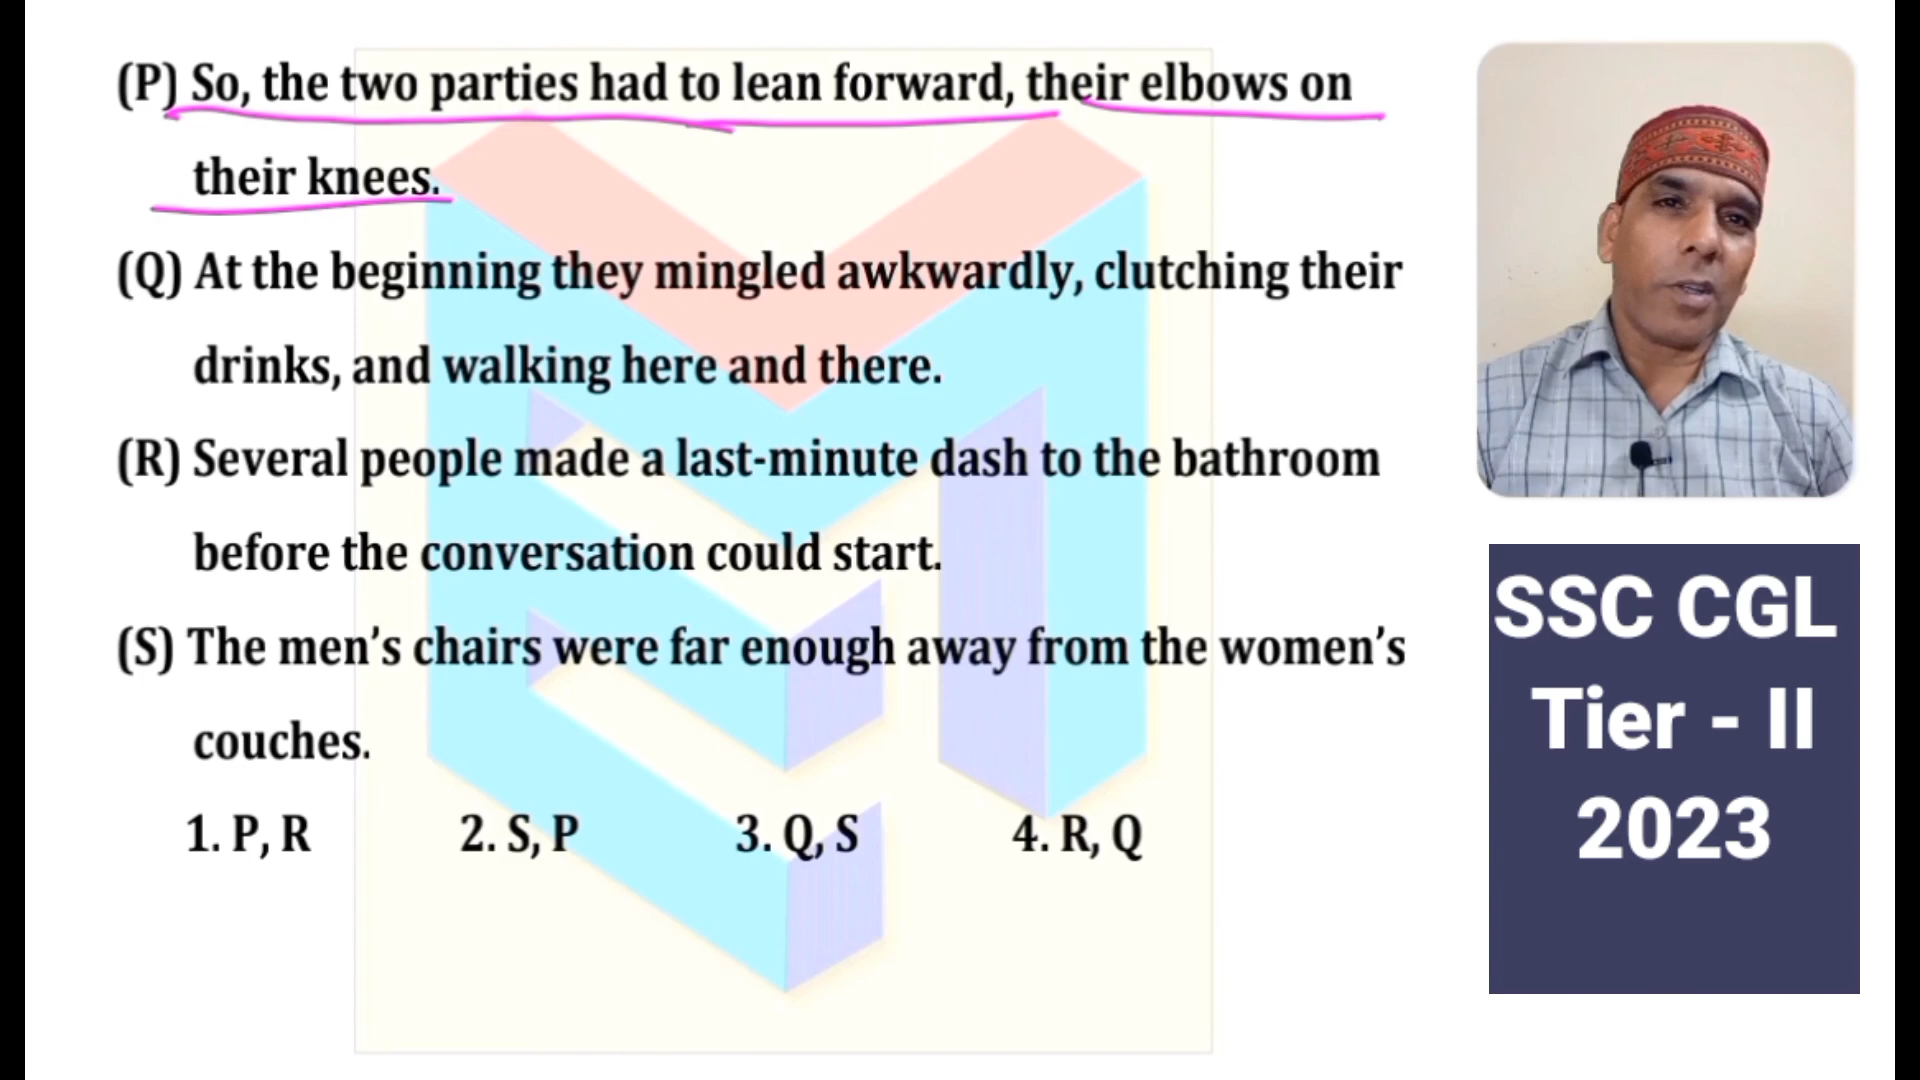 (P) So, the two parties had to lean forward, their elbows on
their knees.
(Q) At the beginning they mingled awkwardly, clutching their
drinks, and walking here and there.
(R) Several people made a last-minute dash to the bathroom
before the conversation could start.
(S) The men’s chairs were far enough away from the women’s
couches.
1. P, R 2. S, P 3. Q, S 4. R, Q
SSC CGL
Tier - II
2023